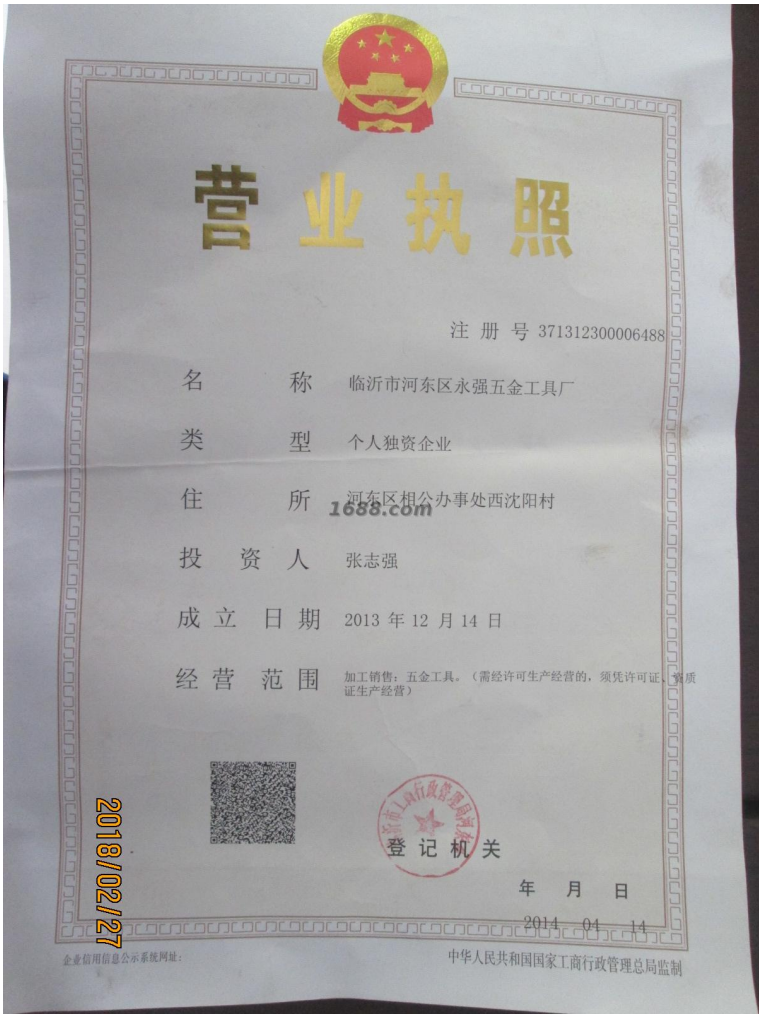 营业执照
注册号 371312300006488
名称 临沂市河东区永强五金工具厂
类型 个人独资企业
住所 河东区相公办事处西沈阳村
1688.com
投资人 张志强
成立日期 2013 年 12 月 14 日
经营范围 加工销售：五金工具。（需经许可生产经营的，须凭许可证、资质
证生产经营）
2018/02/27
登记机关
年 月 日
2014 04 14
企业信用信息公示系统网址：
中华人民共和国国家工商行政管理总局监制